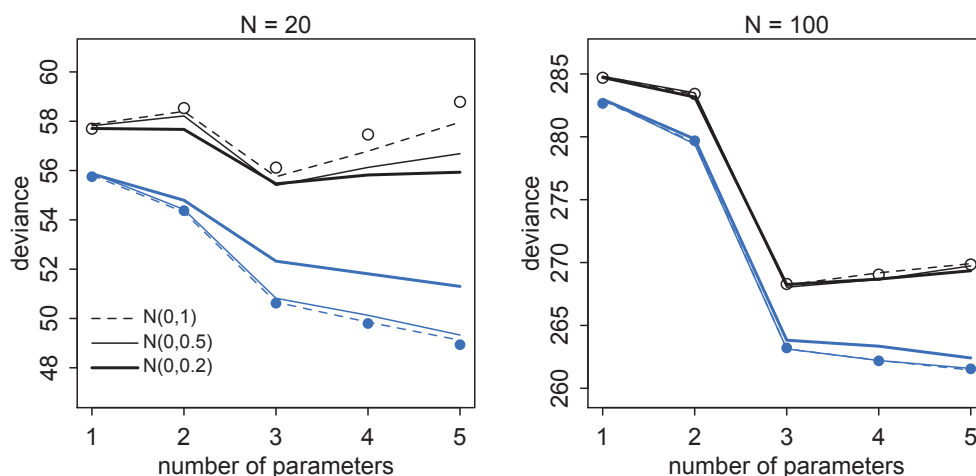 N = 20
60
58
56
54
52
50
48
deviance
N(0,1)
N(0,0.5)
N(0,0.2)
1 2 3 4 5
number of parameters
N = 100
285
280
275
270
265
260
deviance
1 2 3 4 5
number of parameters